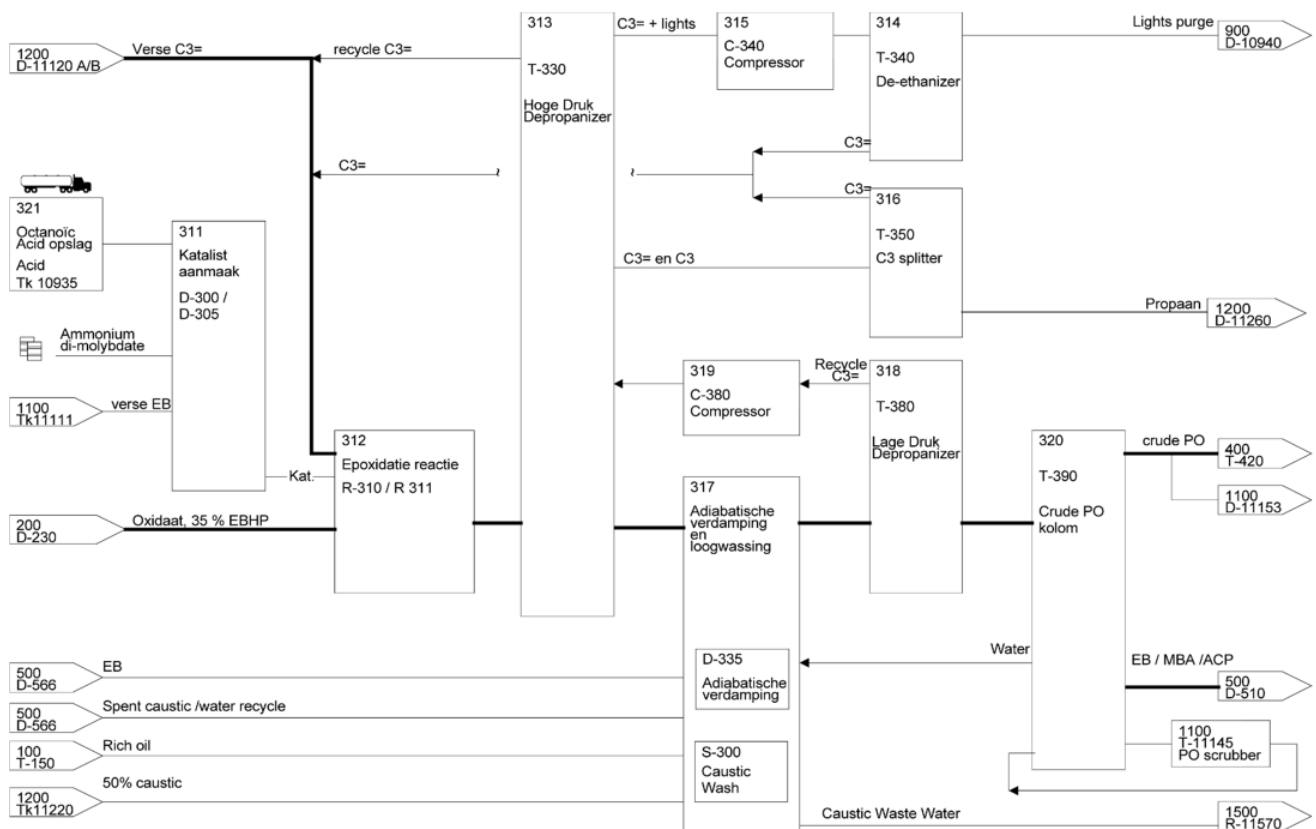 1200
D-11120 A/B
Verse C3=
recycle C3=
313
T-330
Hoge Druk
Depropanizer
C3= + lights
315
C-340
Compressor
314
T-340
De-ethanizer
Lights purge
900
D-10940
C3=
~
~
C3=
C3=
321
Octanoïc
Acid opslag
Acid
Tk 10935
311
Katalist
aanmaak
D-300 /
D-305
316
T-350
C3 splitter
C3= en C3
Propaan
1200
D-11260
Ammonium
di-molybdate
1100
Tk11111
verse EB
319
C-380
Compressor
Recycle
C3=
318
T-380
Lage Druk
Depropanizer
312
Epoxidatie reactie
R-310 / R 311
Kat.
320
T-390
Crude PO
kolom
crude PO
400
T-420
1100
D-11153
200
D-230
Oxidaat, 35 % EBHP
317
Adiabatische
verdamping
en
loogwassing
Water
D-335
Adiabatische
verdamping
EB / MBA /ACP
500
D-510
500
D-566
EB
500
D-566
Spent caustic /water recycle
100
T-150
Rich oil
1200
Tk11220
50% caustic
S-300
Caustic
Wash
1100
T-11145
PO scrubber
Caustic Waste Water
1500
R-11570